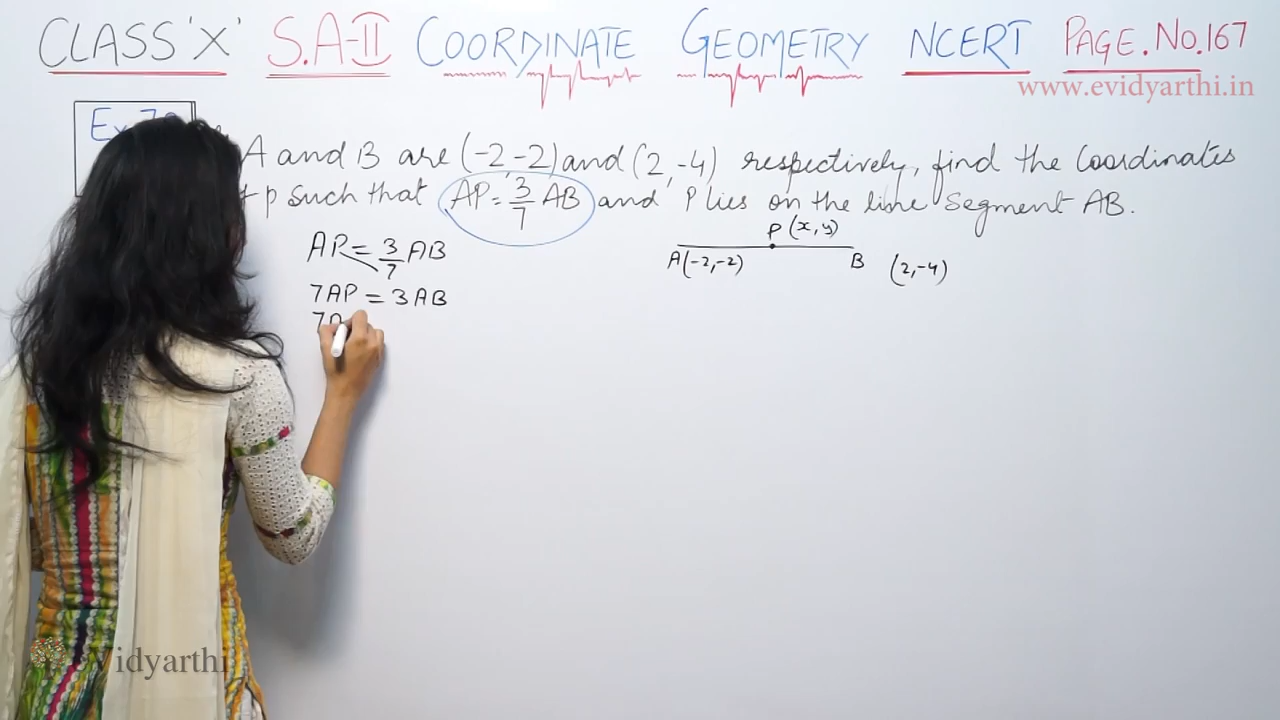 CLASS 'X' S.A-II COORDINATE GEOMETRY NCERT PAGE.No.167
www.evidyarthi.in
A and B are (-2,-2) and (2,-4) respectively, find the Coordinates
p such that AP = 3/7 AB and P lies on the line Segment AB.
P (x, y)
A(-2,-2) B (2,-4)
AP = 3/7 AB
7AP = 3AB
eVidyarthi